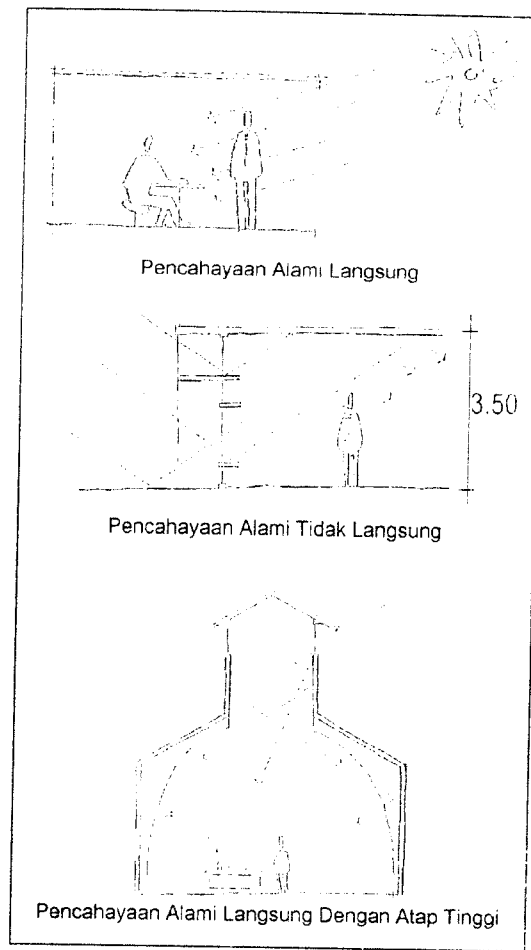 Pencahayaan Alami Langsung
3.50
Pencahayaan Alami Tidak Langsung
Pencahayaan Alami Langsung Dengan Atap Tinggi